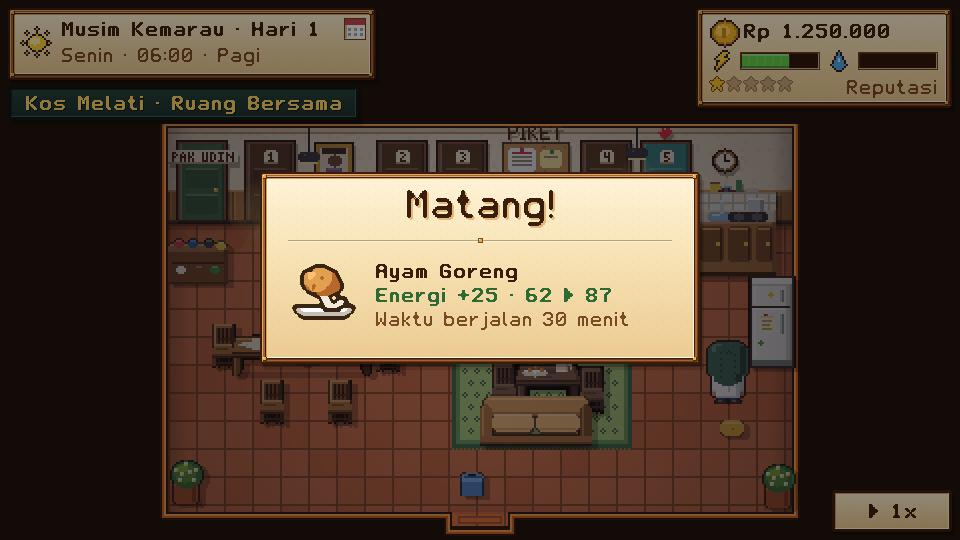 Musim Kemarau · Hari 1
Senin · 06:00 · Pagi
Rp 1.250.000
Reputasi
Kos Melati · Ruang Bersama
PIKET
PAK UDIN
1
2
3
4
5
Matang!
Ayam Goreng
Energi +25 · 62 ▶ 87
Waktu berjalan 30 menit
▶ 1x